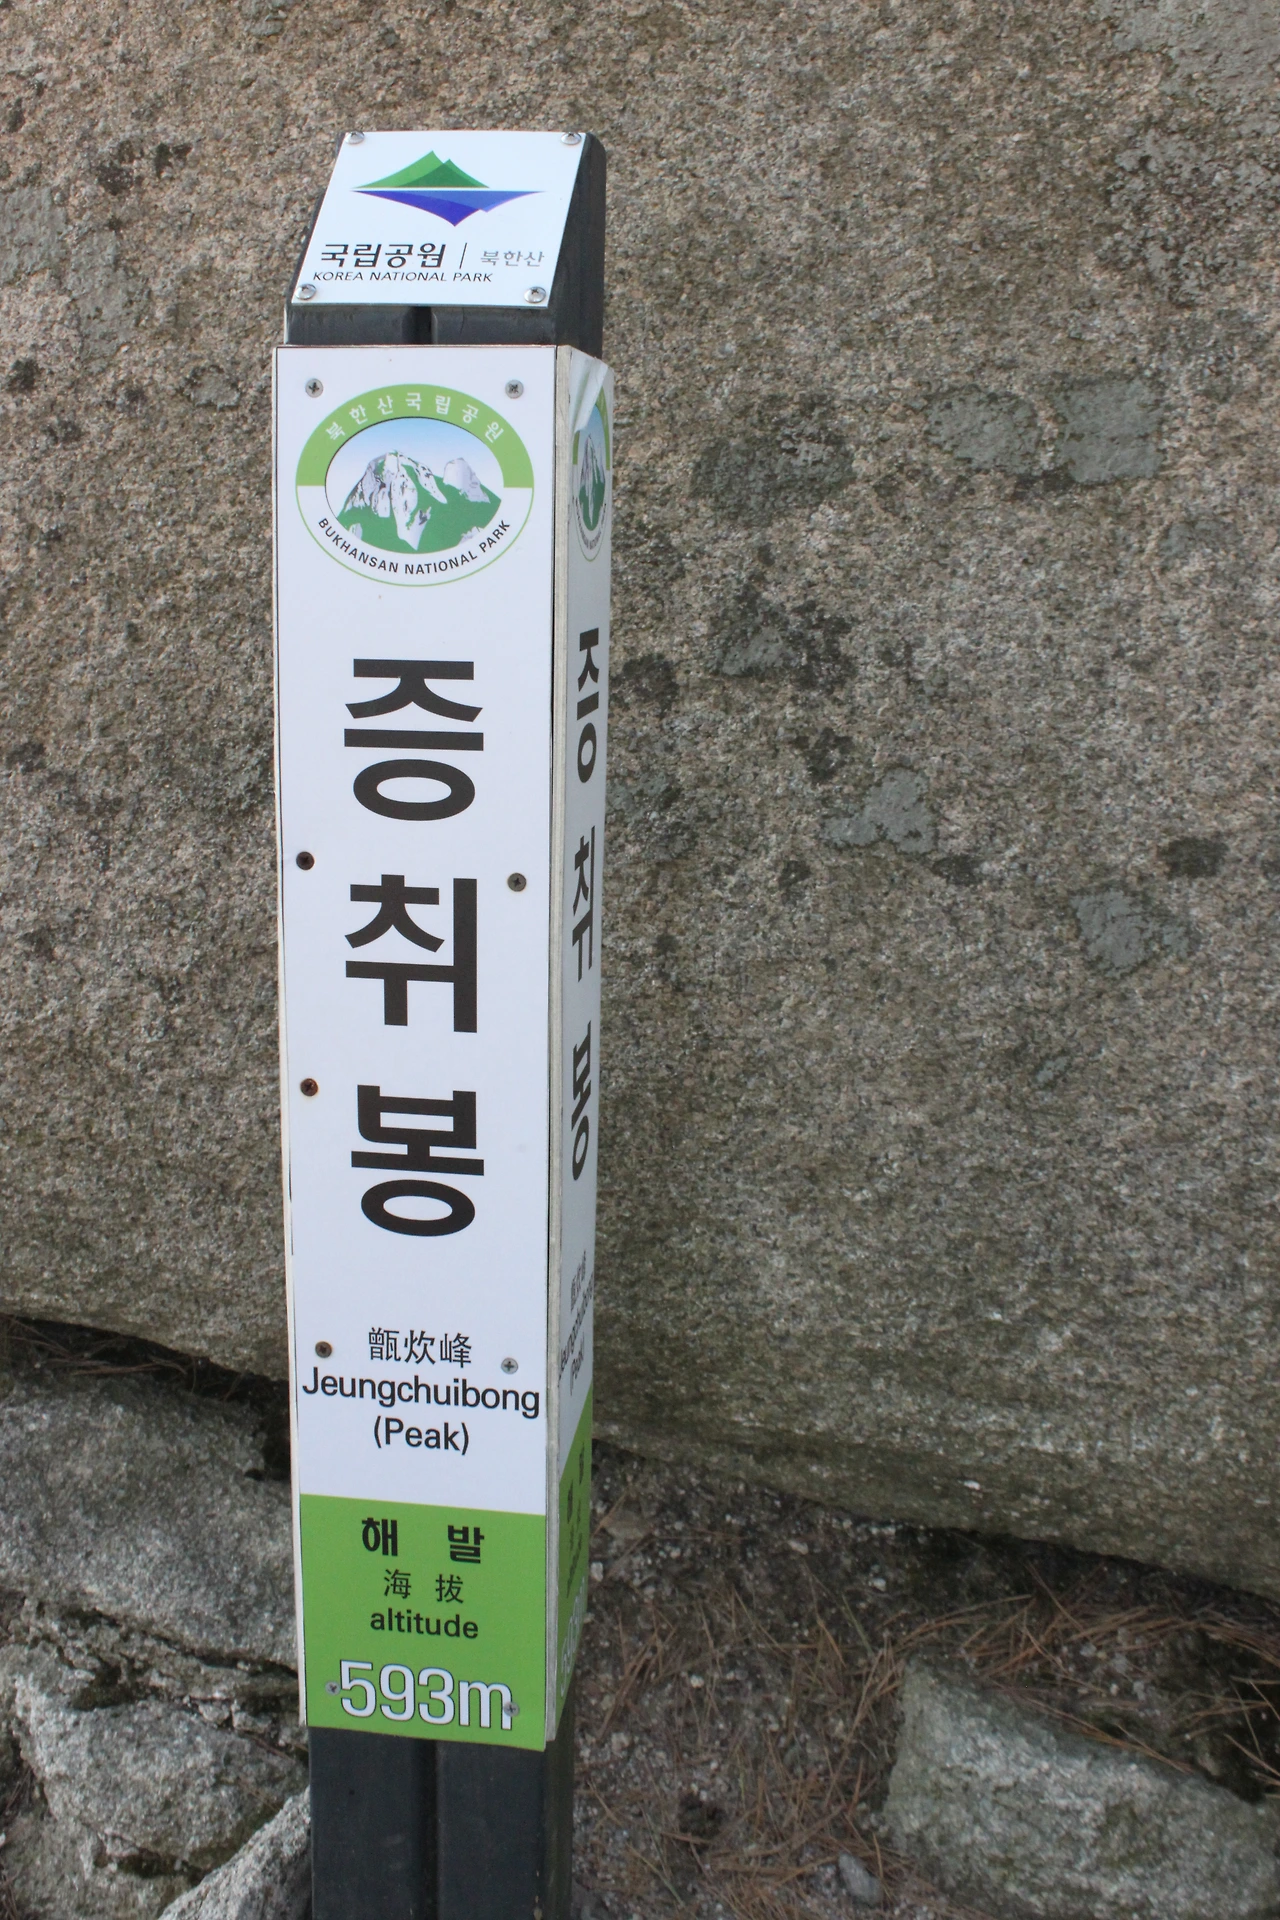 국립공원 | 북한산
KOREA NATIONAL PARK
북한산국립공원
BUKHANSAN NATIONAL PARK
증취봉
甑炊峰
Jeungchuibong
(Peak)
해 발
海 拔
altitude
593m
증취봉